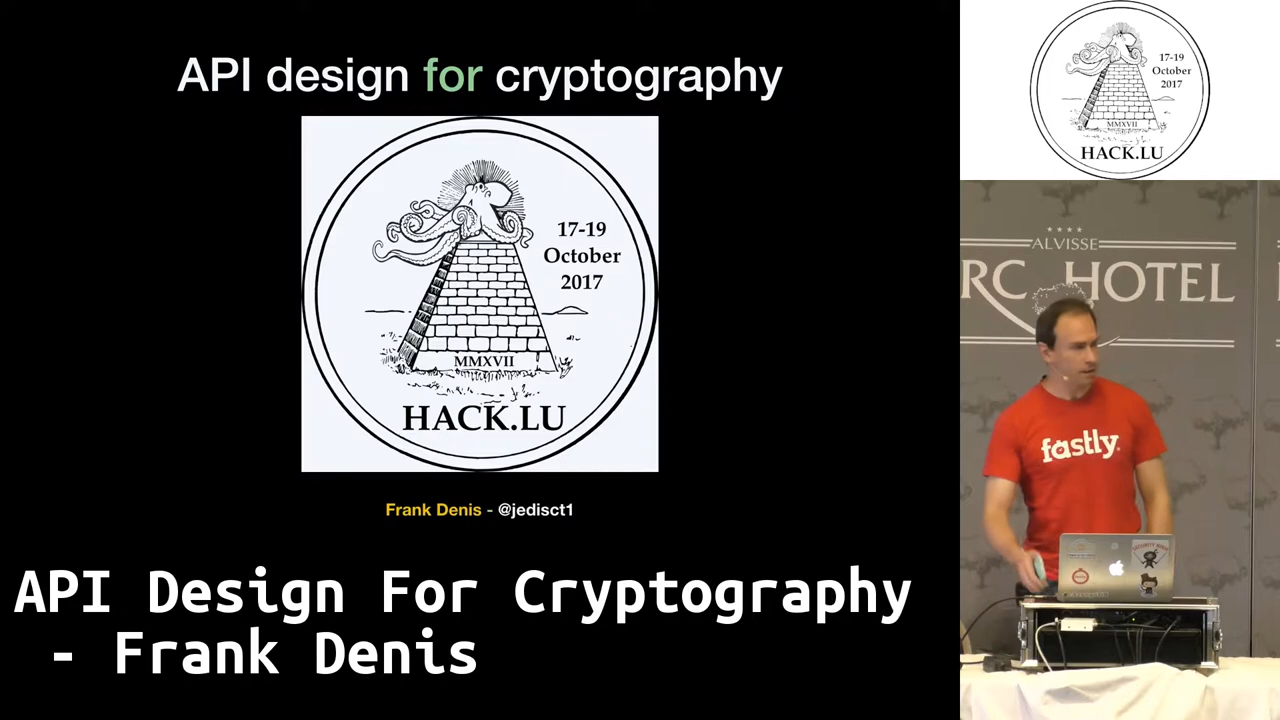 API design for cryptography
17-19
October
2017
MMXVII
HACK.LU
Frank Denis - @jedisct1
API Design For Cryptography
- Frank Denis
17-19
October
2017
MMXVII
HACK.LU
ALVISSE
RC HOTEL
fastly.